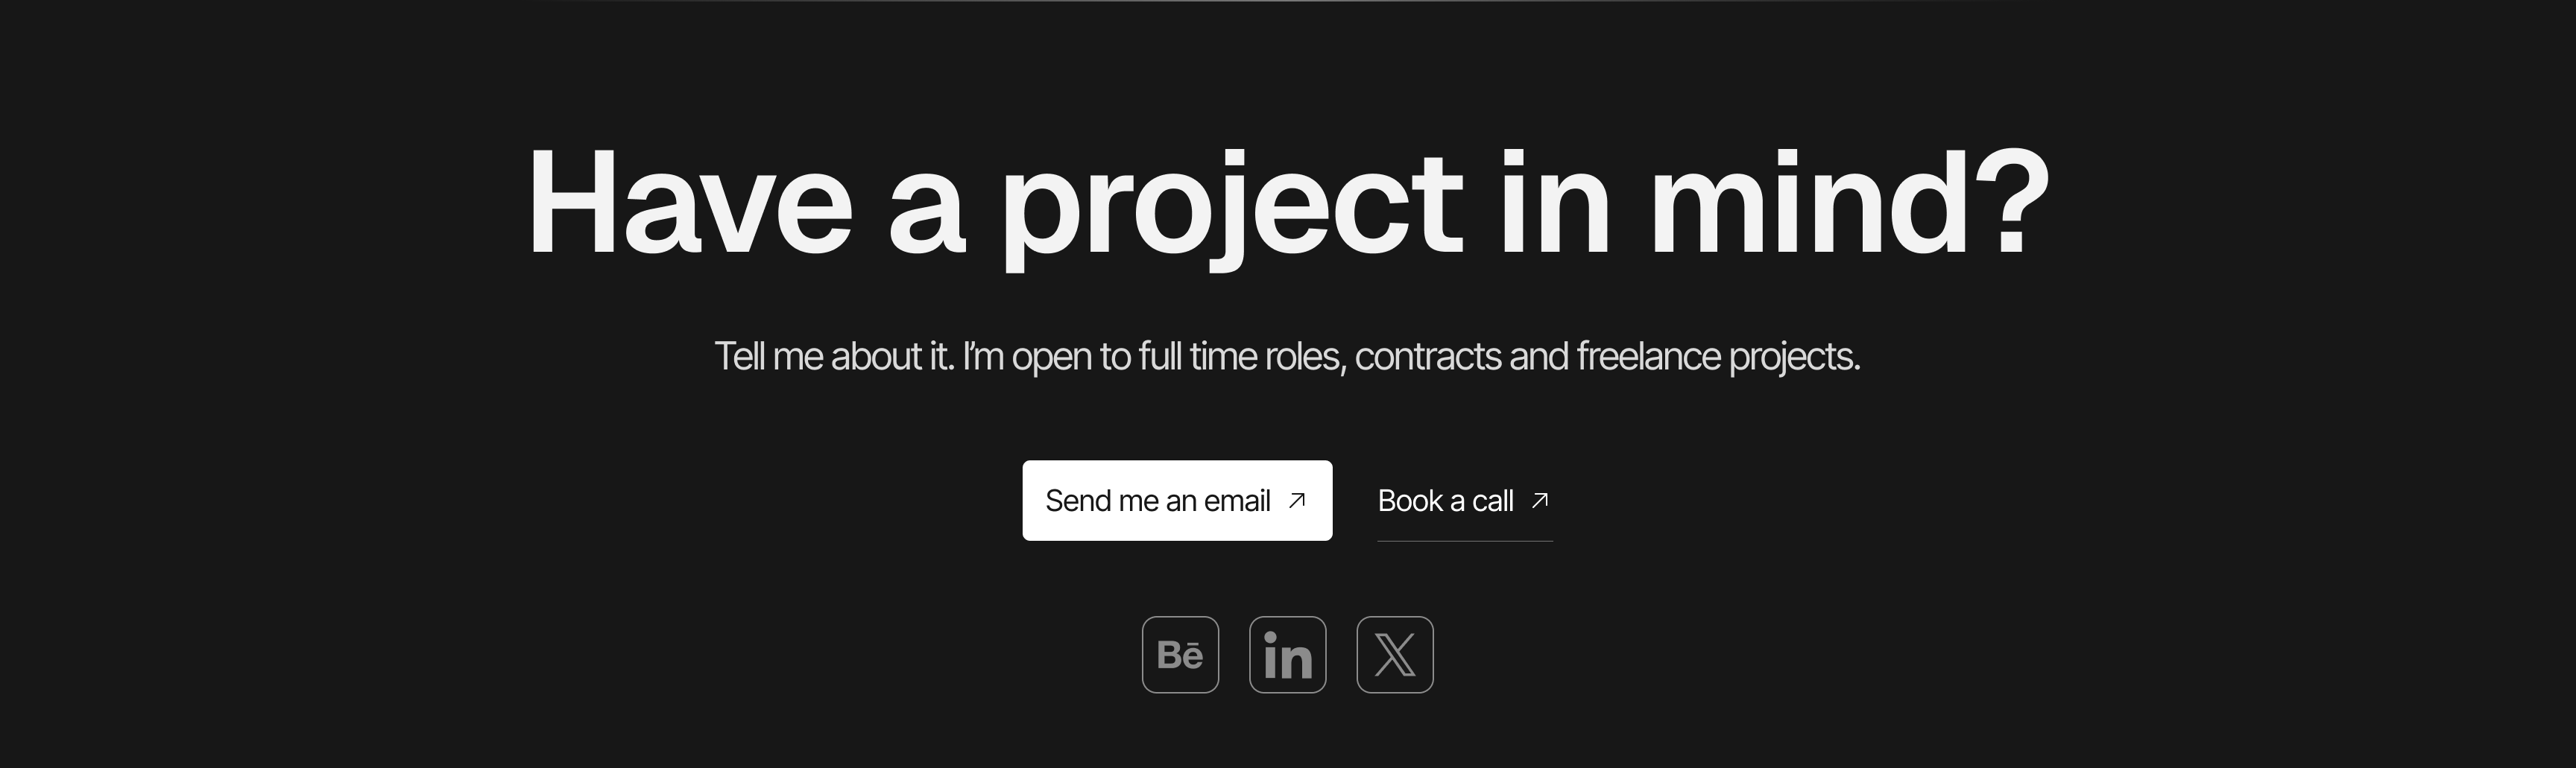 Have a project in mind?
Tell me about it. I’m open to full time roles, contracts and freelance projects.
Send me an email
Book a call
Bē
in
X